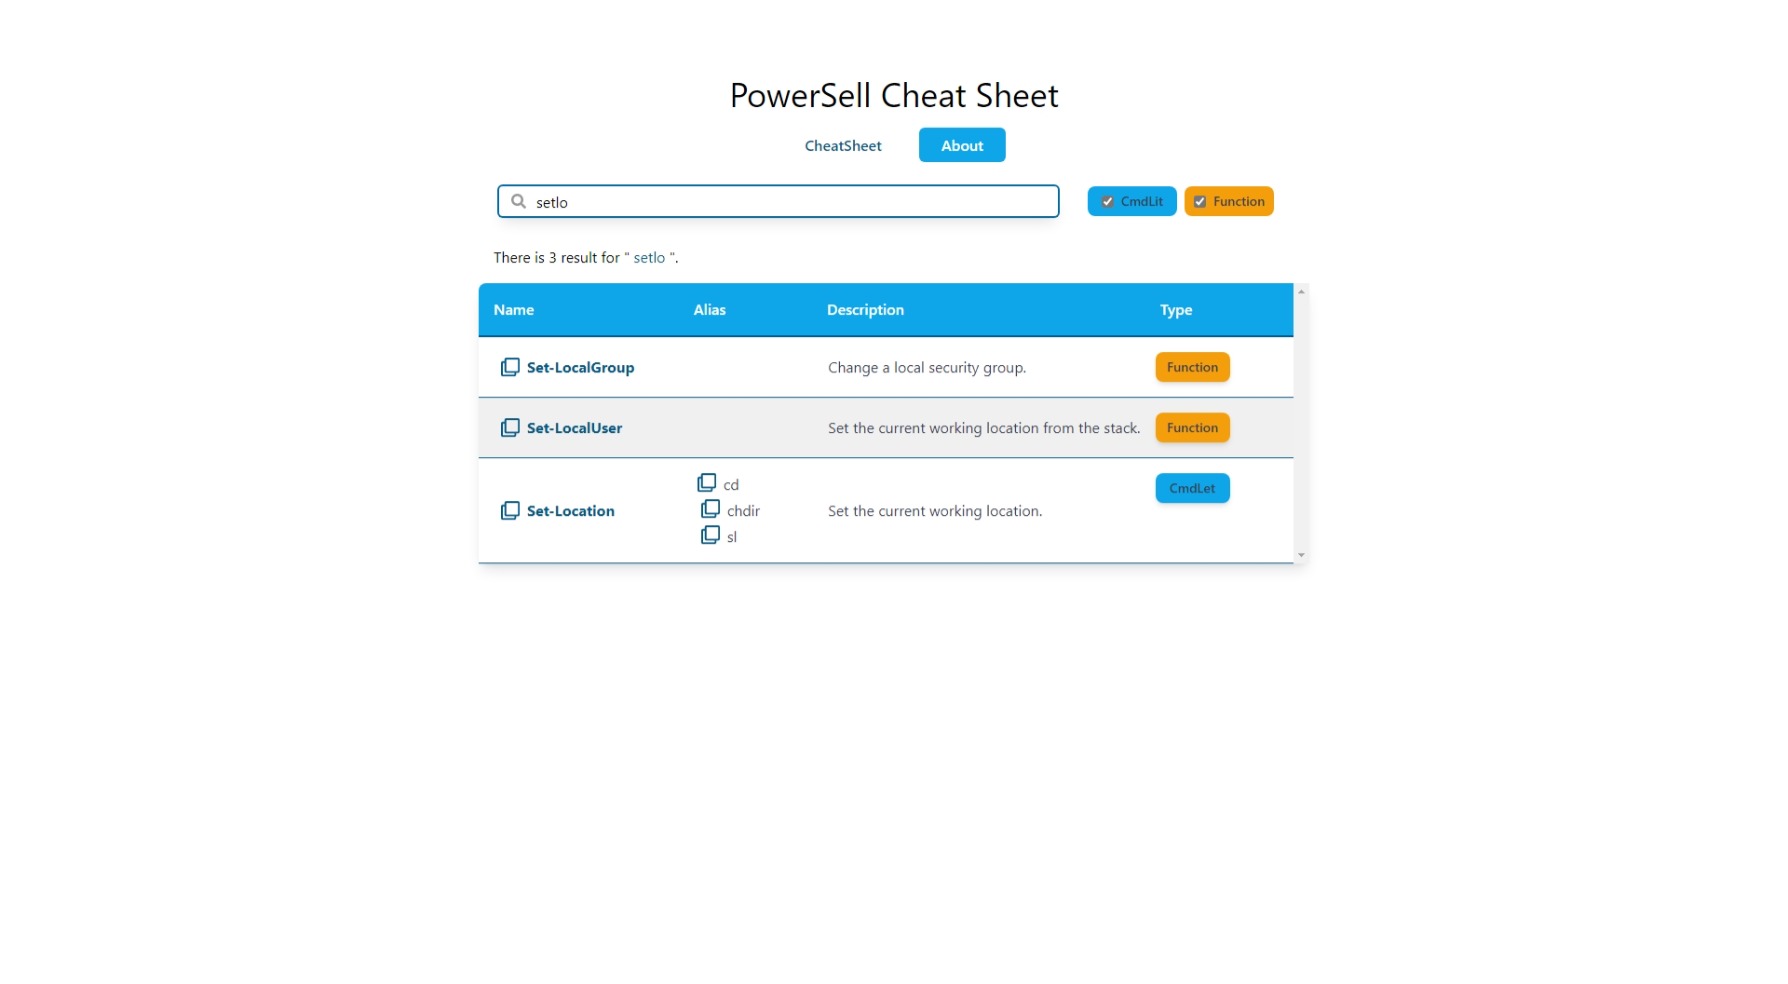 PowerSell Cheat Sheet
CheatSheet About
setlo CmdLit Function
There is 3 result for " setlo ".
Name Alias Description Type
Set-LocalGroup Change a local security group. Function
Set-LocalUser Set the current working location from the stack. Function
cd
Set-Location chdir Set the current working location. CmdLet
sl